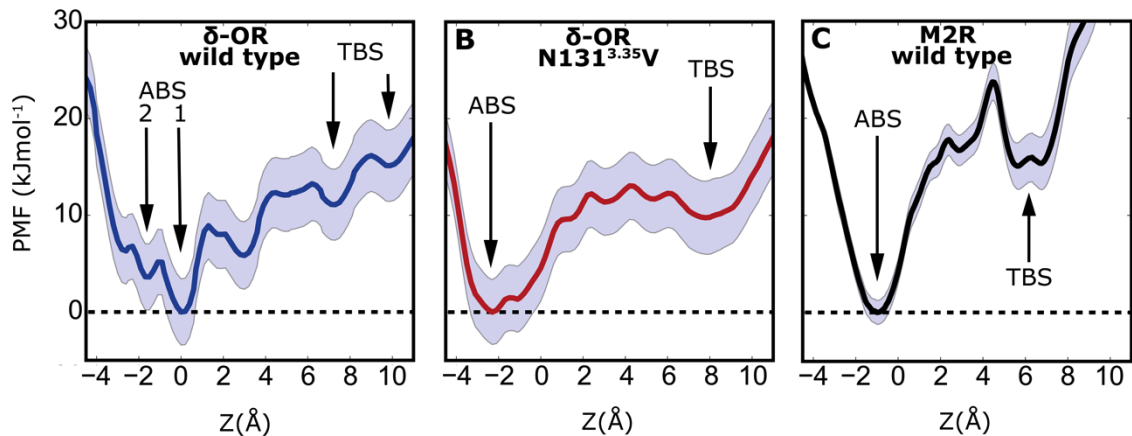 δ-OR
wild type
ABS
2 1
TBS
30
20
10
0
PMF (kJmol⁻¹)
−4 −2 0 2 4 6 8 10
Z(Å)
B
δ-OR
N131³·³⁵V
ABS
TBS
−4 −2 0 2 4 6 8 10
Z(Å)
C
M2R
wild type
ABS
TBS
−4 −2 0 2 4 6 8 10
Z(Å)